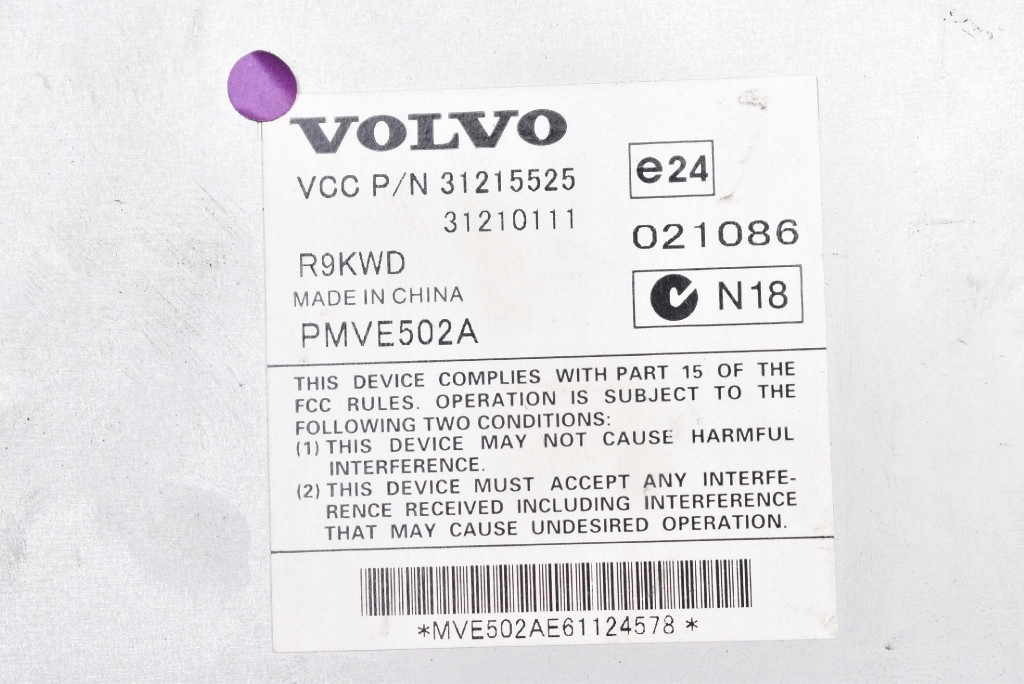 VOLVO
VCC P/N 31215525
31210111
R9KWD
MADE IN CHINA
PMVE502A
e24
021086
N18
THIS DEVICE COMPLIES WITH PART 15 OF THE
FCC RULES. OPERATION IS SUBJECT TO THE
FOLLOWING TWO CONDITIONS:
(1) THIS DEVICE MAY NOT CAUSE HARMFUL
INTERFERENCE.
(2) THIS DEVICE MUST ACCEPT ANY INTERFE-
RENCE RECEIVED INCLUDING INTERFERENCE
THAT MAY CAUSE UNDESIRED OPERATION.
*MVE502AE61124578 *